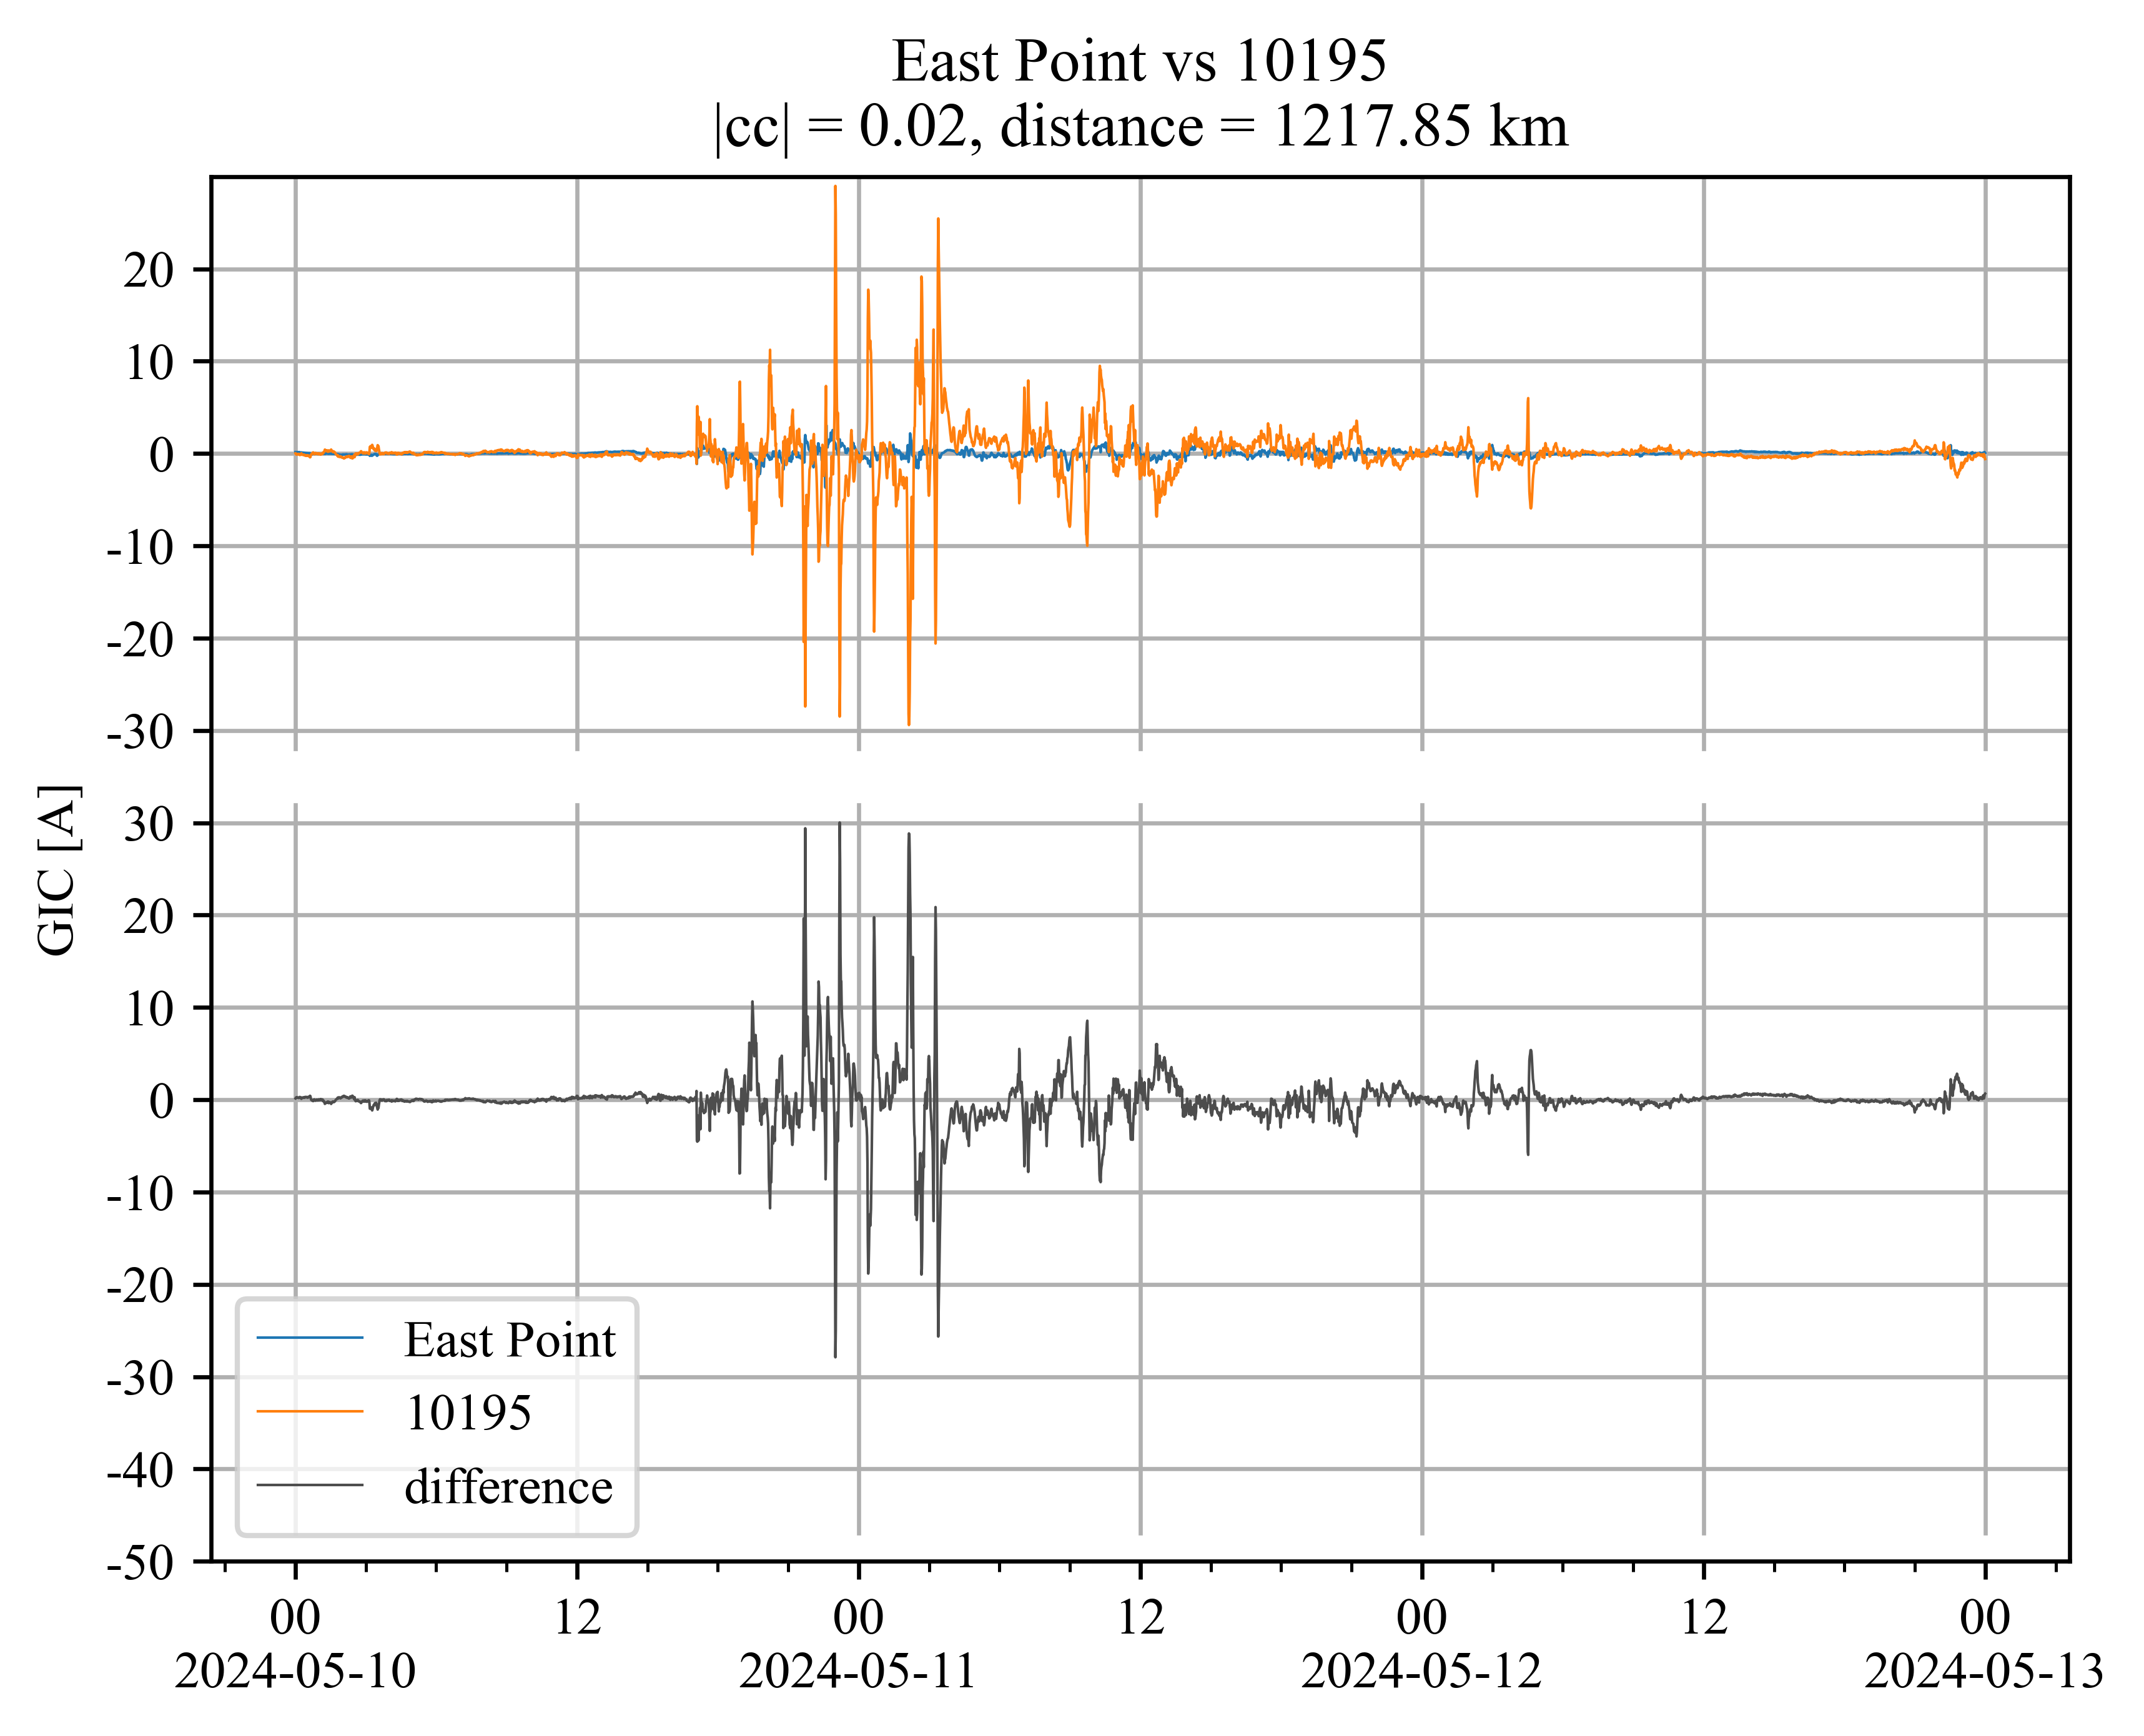 East Point vs 10195
|cc| = 0.02, distance = 1217.85 km
GIC [A]
20
10
0
-10
-20
-30
30
20
10
0
-10
-20
-30
-40
-50
East Point
10195
difference
00 12 00 12 00 12 00
2024-05-10 2024-05-11 2024-05-12 2024-05-13